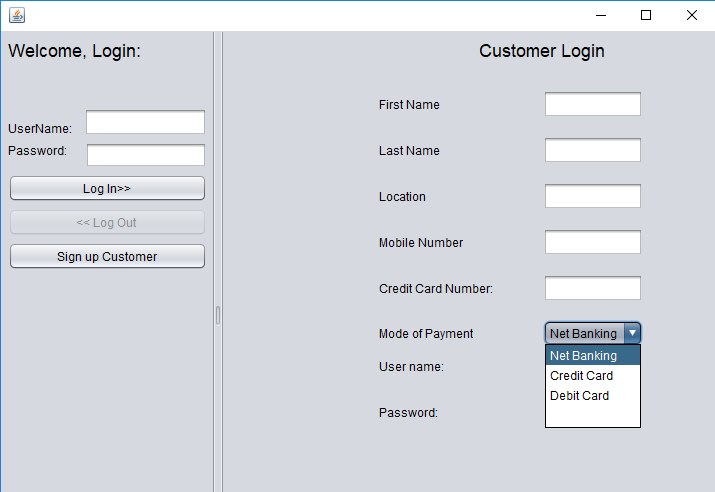 Welcome, Login:
UserName:
Password:
Log In>>
<< Log Out
Sign up Customer
Customer Login
First Name
Last Name
Location
Mobile Number
Credit Card Number:
Mode of Payment
Net Banking
Net Banking
Credit Card
Debit Card
User name:
Password: